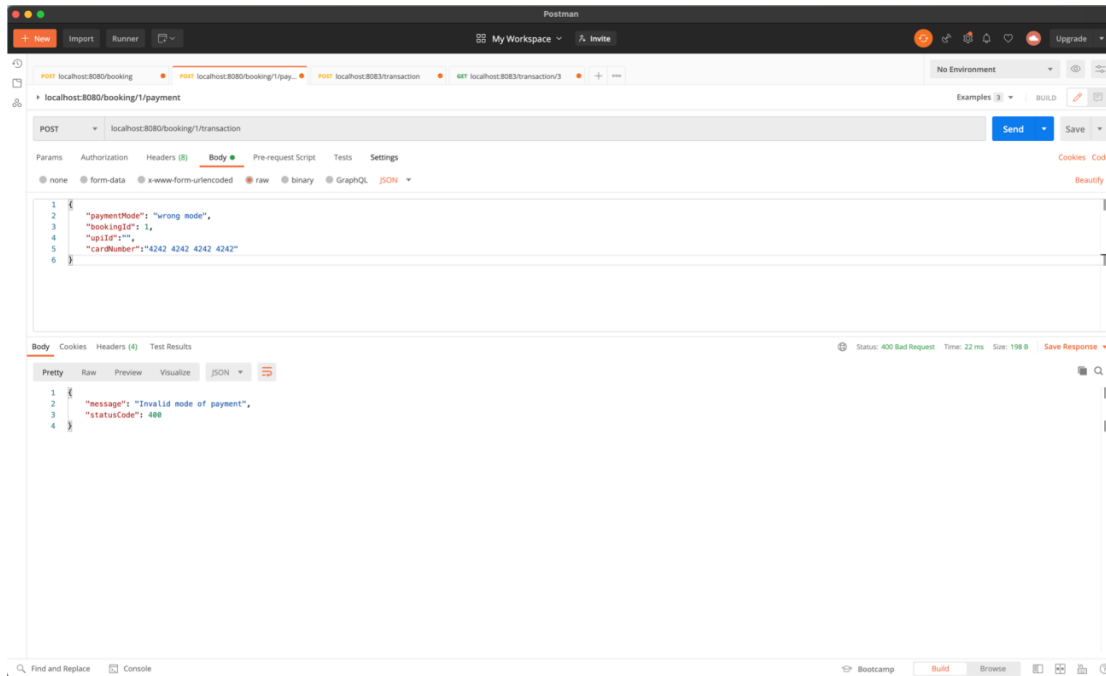 Postman
+ New Import Runner My Workspace Invite Upgrade
POST localhost:8080/booking POST localhost:8080/booking/1/pay... POST localhost:8083/transaction GET localhost:8083/transaction/3 + ••• No Environment
localhost:8080/booking/1/payment Examples 3 BUILD
POST localhost:8080/booking/1/transaction Send Save
Params Authorization Headers (8) Body Pre-request Script Tests Settings Cookies Cod
none form-data x-www-form-urlencoded raw binary GraphQL JSON Beautify
1 {
2 "paymentMode": "wrong mode",
3 "bookingId": 1,
4 "upiId":"",
5 "cardNumber":"4242 4242 4242 4242"
6 }
Body Cookies Headers (4) Test Results Status: 400 Bad Request Time: 22 ms Size: 198 B Save Response
Pretty Raw Preview Visualize JSON
1 {
2 "message": "Invalid mode of payment",
3 "statusCode": 400
4 }
Find and Replace Console Bootcamp Build Browse